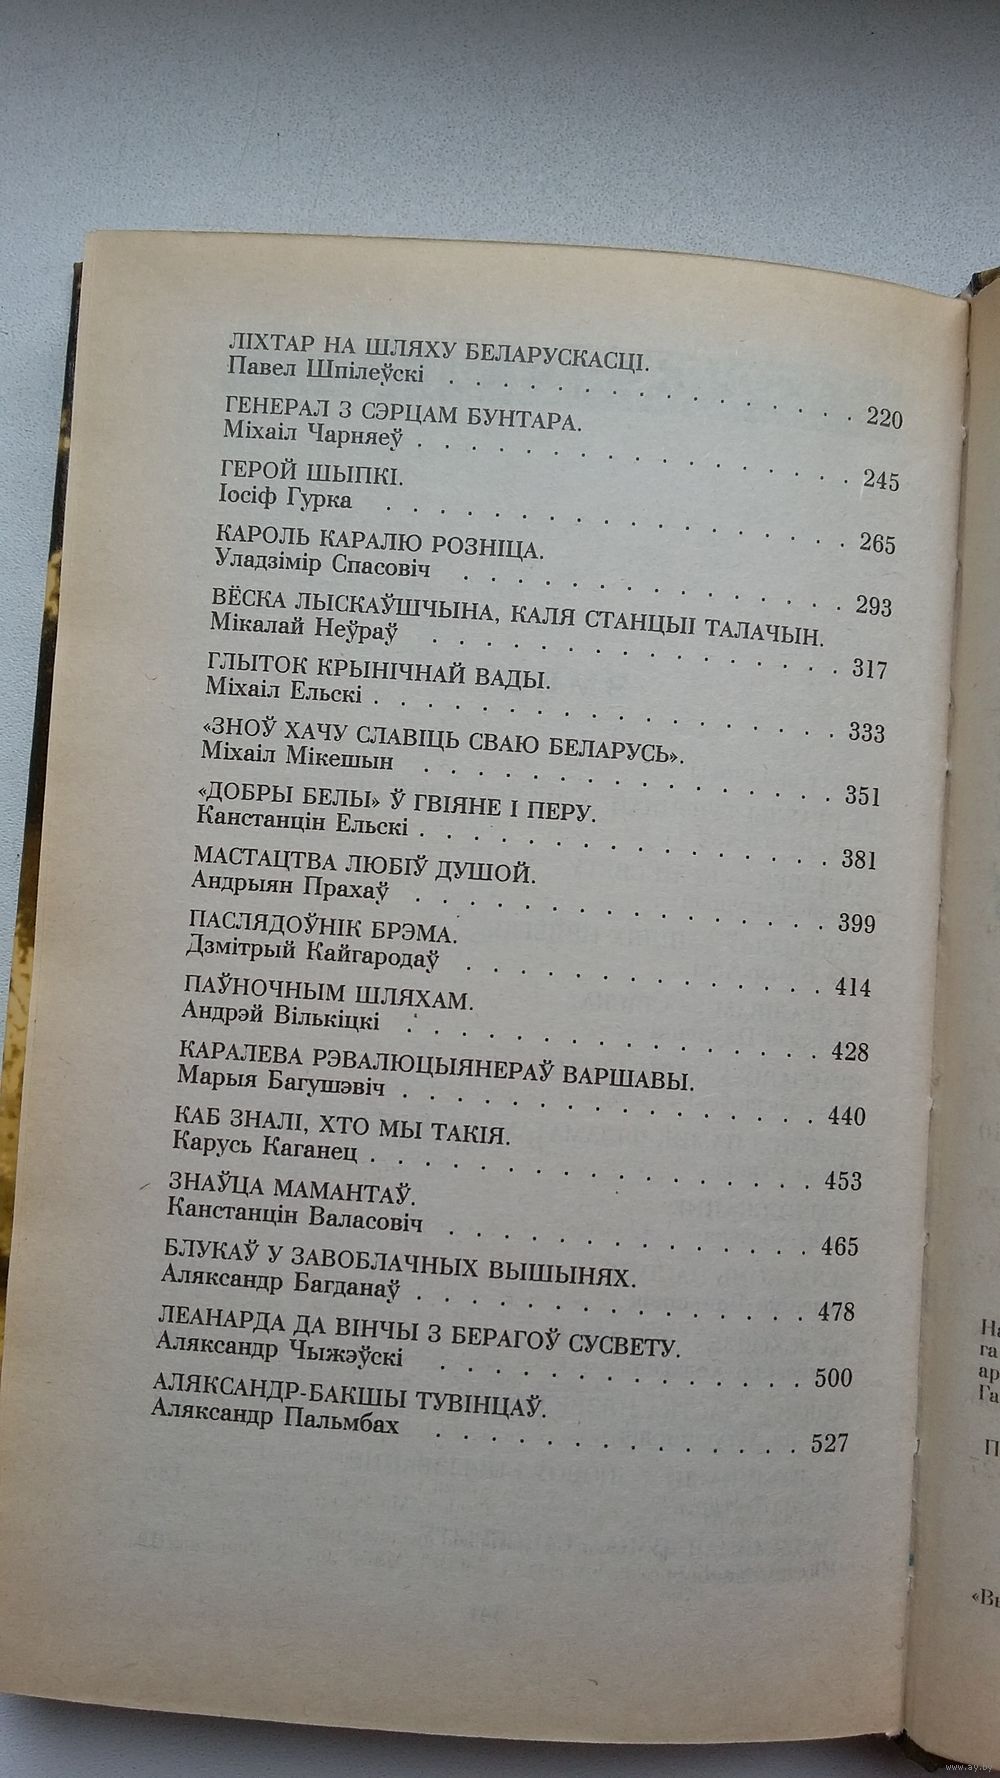 ЛІХТАР НА ШЛЯХУ БЕЛАРУСКАСЦІ.
Павел Шпілеўскі . . . . . . . . . . . . . . . . 220
ГЕНЕРАЛ З СЭРЦАМ БУНТАРА.
Міхаіл Чарняеў . . . . . . . . . . . . . . . . . 245
ГЕРОЙ ШЫПКІ.
Іосіф Гурка . . . . . . . . . . . . . . . . . . 265
КАРОЛЬ КАРАЛЮ РОЗНІЦА.
Уладзімір Спасовіч . . . . . . . . . . . . . . . 293
ВЁСКА ЛЫСКАЎШЧЫНА, КАЛЯ СТАНЦЫІ ТАЛАЧЫН.
Мікалай Неўраў . . . . . . . . . . . . . . . . 317
ГЛЫТОК КРЫНІЧНАЙ ВАДЫ.
Міхаіл Ельскі . . . . . . . . . . . . . . . . . . 333
«ЗНОЎ ХАЧУ СЛАВІЦЬ СВАЮ БЕЛАРУСЬ».
Міхаіл Мікешын . . . . . . . . . . . . . . . . 351
«ДОБРЫ БЕЛЫ» Ў ГВІЯНЕ І ПЕРУ.
Канстанцін Ельскі . . . . . . . . . . . . . . . . 381
МАСТАЦТВА ЛЮБІЎ ДУШОЙ.
Андрыян Прахаў . . . . . . . . . . . . . . . . 399
ПАСЛЯДОЎНІК БРЭМА.
Дзмітрый Кайгародаў . . . . . . . . . . . . . . 414
ПАЎНОЧНЫМ ШЛЯХАМ.
Андрэй Вількіцкі . . . . . . . . . . . . . . . . 428
КАРАЛЕВА РЭВАЛЮЦЫЯНЕРАЎ ВАРШАВЫ.
Марыя Багушэвіч . . . . . . . . . . . . . . . . 440
КАБ ЗНАЛІ, ХТО МЫ ТАКІЯ.
Карусь Каганец . . . . . . . . . . . . . . . . . 453
ЗНАЎЦА МАМАНТАЎ.
Канстанцін Валасовіч . . . . . . . . . . . . . . 465
БЛУКАЎ У ЗАВОБЛАЧНЫХ ВЫШЫНЯХ.
Аляксандр Багданаў . . . . . . . . . . . . . . . 478
ЛЕАНАРДА ДА ВІНЧЫ З БЕРАГОЎ СУСВЕТУ.
Аляксандр Чыжэўскі . . . . . . . . . . . . . . 500
АЛЯКСАНДР-БАКШЫ ТУВІНЦАЎ.
Аляксандр Пальмбах . . . . . . . . . . . . . . 527
www.ay.by